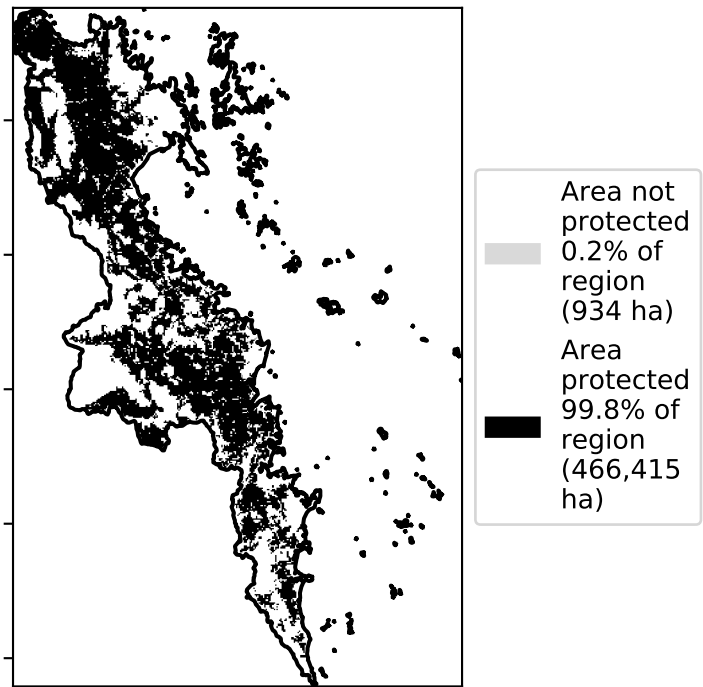 Area not
protected
0.2% of
region
(934 ha)
Area
protected
99.8% of
region
(466,415
ha)